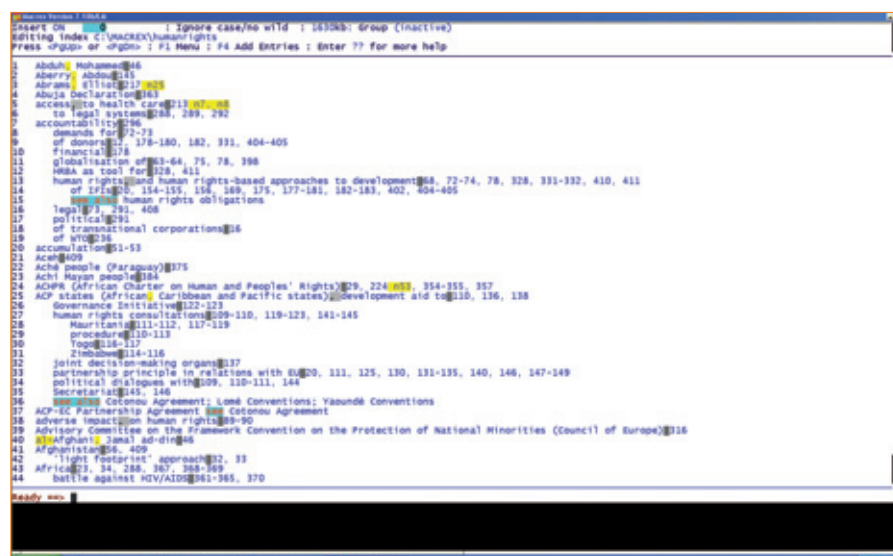 Macrex Version
Insert ON 0 : Ignore case/no wild : 1630kb: Group (inactive)
Editing index C:\MACREX\humanrights
Press <PgUp> or <PgDn> : F1 Menu : F4 Add Entries : Enter ?? for more help
1 Abduh, Mohammed 46
2 Aberry, Abdou 145
3 Abrams, Elliot 217 n25
4 Abuja Declaration 363
5 access, to health care 213 n7, n8
6 to legal systems 288, 289, 292
7 accountability 296
8 demands for 72-73
9 of donors 12, 178-180, 182, 331, 404-405
10 financial 178
11 globalisation of 63-64, 75, 78, 398
12 HRBA as tool for 328, 411
13 human rights, and human rights-based approaches to development 68, 72-74, 78, 328, 331-332, 410, 411
14 of IFIs 20, 154-155, 156, 169, 175, 177-181, 182-183, 402, 404-405
15 see also human rights obligations
16 legal 73, 291, 408
17 political 291
18 of transnational corporations 16
19 of WTO 236
20 accumulation 51-53
21 Aceh 409
22 Aché people (Paraguay) 375
23 Achi Mayan people 384
24 ACHPR (African Charter on Human and Peoples' Rights) 29, 224 n53, 354-355, 357
25 ACP states (African, Caribbean and Pacific states), development aid to 110, 136, 138
26 Governance Initiative 122-123
27 human rights consultations 109-110, 119-123, 141-145
28 Mauritania 111-112, 117-119
29 procedure 110-113
30 Togo 116-117
31 Zimbabwe 114-116
32 joint decision-making organs 137
33 partnership principle in relations with EU 20, 111, 125, 130, 131-135, 140, 146, 147-149
34 political dialogues with 109, 110-111, 144
35 Secretariat 145, 146
36 see also Cotonou Agreement; Lomé Conventions; Yaoundé Conventions
37 ACP-EC Partnership Agreement see Cotonou Agreement
38 adverse impact, on human rights 89-90
39 Advisory Committee on the Framework Convention on the Protection of National Minorities (Council of Europe) 316
40 al-Afghani, Jamal ad-din 46
41 Afghanistan 56, 409
42 'light footprint' approach 32, 33
43 Africa 23, 34, 288, 367, 368-369
44 battle against HIV/AIDS 361-365, 370
Ready ==>